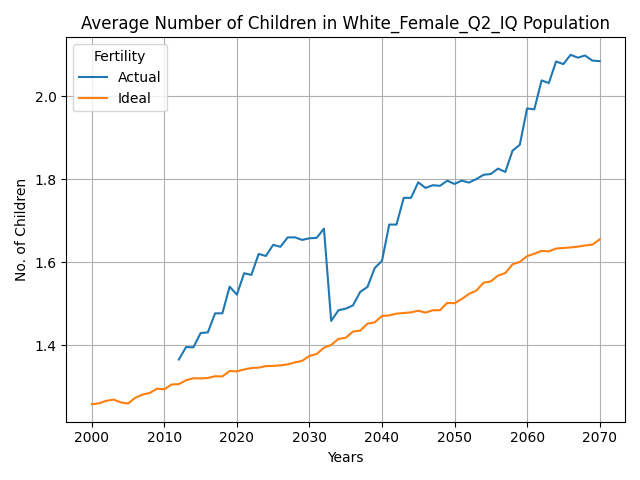 Average Number of Children in White_Female_Q2_IQ Population
Fertility
Actual
Ideal
No. of Children
2.0
1.8
1.6
1.4
2000 2010 2020 2030 2040 2050 2060 2070
Years